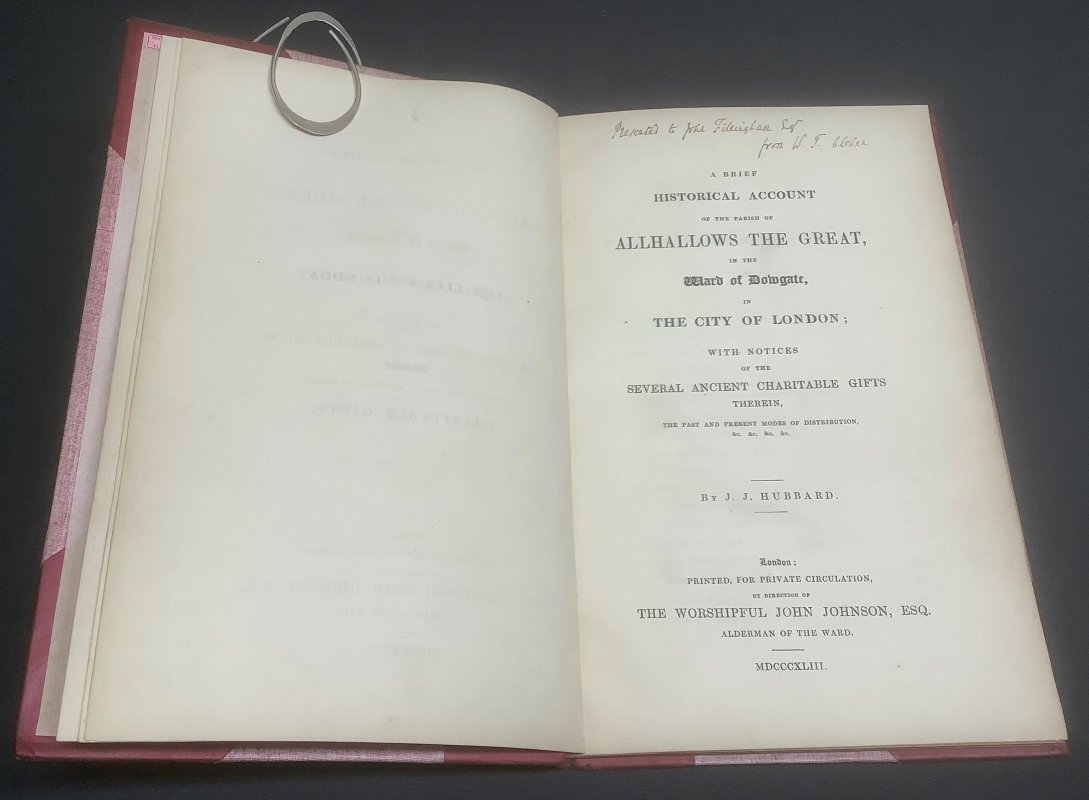 Presented to John Fillingham Esqr.
from W. F.
A BRIEF
HISTORICAL ACCOUNT
OF THE PARISH OF
ALLHALLOWS THE GREAT,
IN THE
Ward of Dowgate,
IN
THE CITY OF LONDON;
WITH NOTICES
OF THE
SEVERAL ANCIENT CHARITABLE GIFTS
THEREIN,
THE PAST AND PRESENT MODES OF DISTRIBUTION,
&c. &c. &c. &c.
BY J. J. HUBBARD.
London:
PRINTED, FOR PRIVATE CIRCULATION,
BY DIRECTION OF
THE WORSHIPFUL JOHN JOHNSON, ESQ.
ALDERMAN OF THE WARD.
MDCCCXLIII.